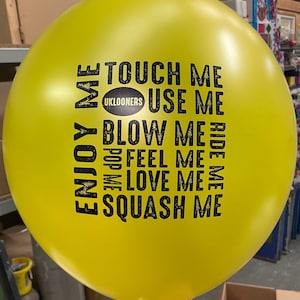 ENJOY ME
TOUCH ME
UKLOONERS
USE ME
BLOW ME
RIDE ME
POP ME
FEEL ME
LOVE ME
SQUASH ME